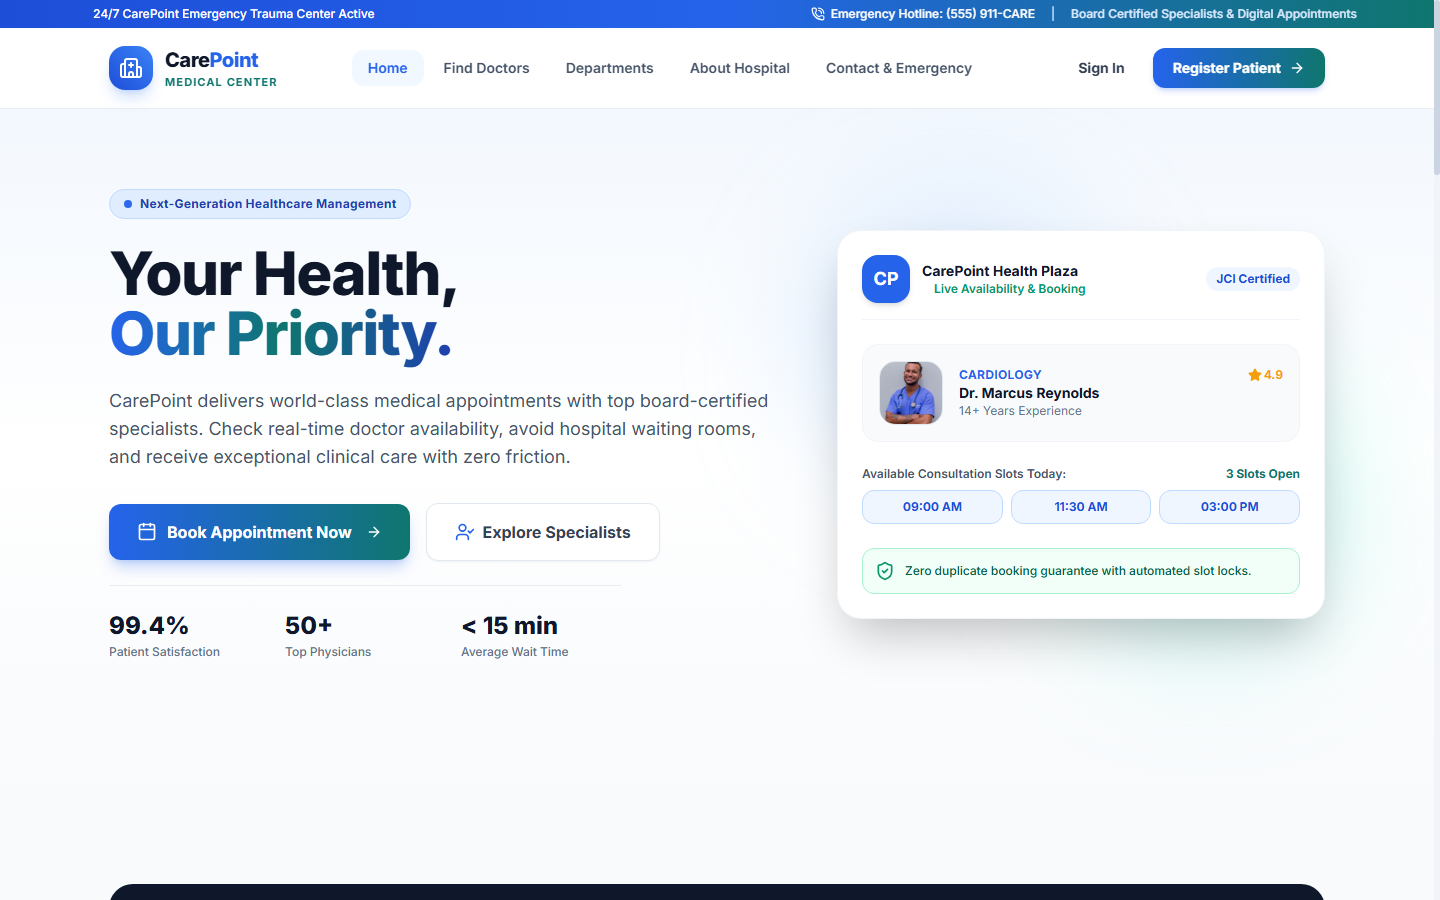 24/7 CarePoint Emergency Trauma Center Active
Emergency Hotline: (555) 911-CARE | Board Certified Specialists & Digital Appointments
CarePoint
MEDICAL CENTER
Home
Find Doctors
Departments
About Hospital
Contact & Emergency
Sign In
Register Patient
Next-Generation Healthcare Management
Your Health,
Our Priority.
CarePoint delivers world-class medical appointments with top board-certified
specialists. Check real-time doctor availability, avoid hospital waiting rooms,
and receive exceptional clinical care with zero friction.
Book Appointment Now
Explore Specialists
99.4%
Patient Satisfaction
50+
Top Physicians
< 15 min
Average Wait Time
CP
CarePoint Health Plaza
Live Availability & Booking
JCI Certified
CARDIOLOGY
4.9
Dr. Marcus Reynolds
14+ Years Experience
Available Consultation Slots Today:
3 Slots Open
09:00 AM
11:30 AM
03:00 PM
Zero duplicate booking guarantee with automated slot locks.